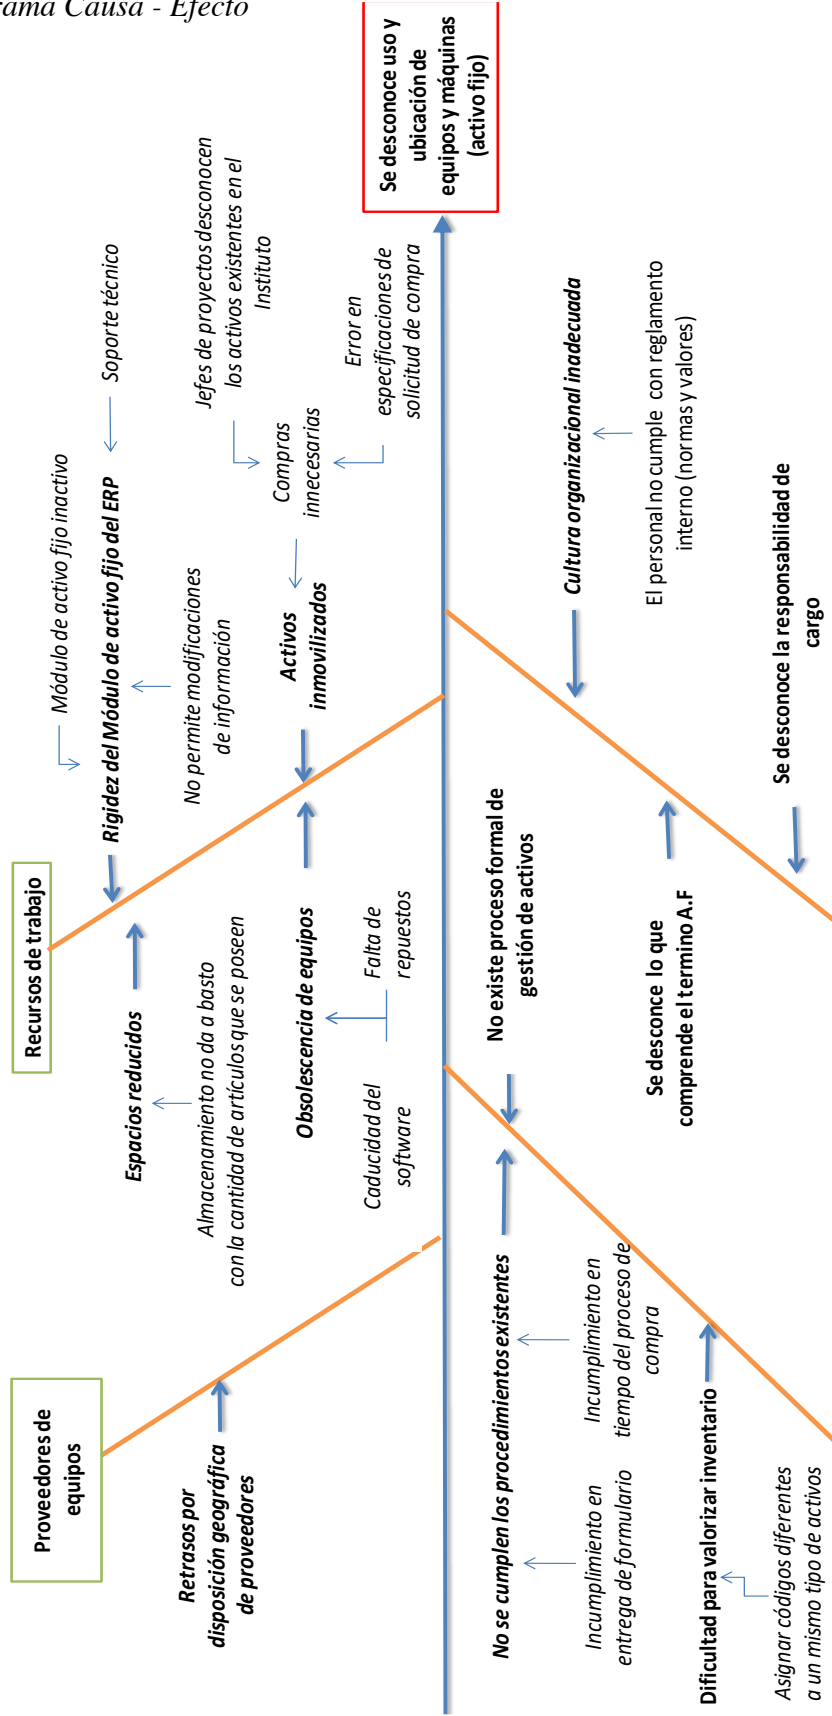 rama Causa - Efecto
Proveedores de
equipos
Recursos de trabajo
Retrasos por
disposición geográfica
de proveedores
Espacios reducidos
Almacenamiento no da a basto
con la cantidad de artículos que se poseen
Obsolescencia de equipos
Caducidad del
software
Falta de
repuestos
Módulo de activo fijo inactivo
Rigidez del Módulo de activo fijo del ERP
Soporte técnico
No permite modificaciones
de información
Activos
inmovilizados
Compras
innecesarias
Jefes de proyectos desconocen
los activos existentes en el
Instituto
Error en
especificaciones de
solicitud de compra
Se desconoce uso y
ubicación de
equipos y máquinas
(activo fijo)
No se cumplen los procedimientos existentes
Incumplimiento en
entrega de formulario
Incumplimiento en
tiempo del proceso de
compra
Dificultad para valorizar inventario
Asignar códigos diferentes
a un mismo tipo de activos
No existe proceso formal de
gestión de activos
Se desconce lo que
comprende el termino A.F
Cultura organizacional inadecuada
El personal no cumple con reglamento
interno (normas y valores)
Se desconoce la responsabilidad de
cargo